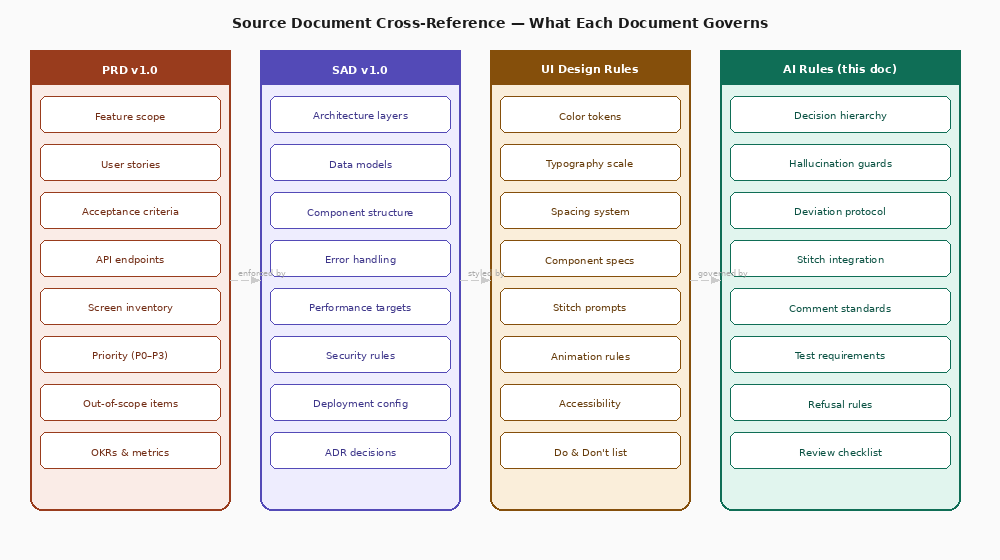 Source Document Cross-Reference — What Each Document Governs
PRD v1.0
Feature scope
User stories
Acceptance criteria
API endpoints
Screen inventory
Priority (P0–P3)
Out-of-scope items
OKRs & metrics
enforced by
SAD v1.0
Architecture layers
Data models
Component structure
Error handling
Performance targets
Security rules
Deployment config
ADR decisions
styled by
UI Design Rules
Color tokens
Typography scale
Spacing system
Component specs
Stitch prompts
Animation rules
Accessibility
Do & Don't list
governed by
AI Rules (this doc)
Decision hierarchy
Hallucination guards
Deviation protocol
Stitch integration
Comment standards
Test requirements
Refusal rules
Review checklist